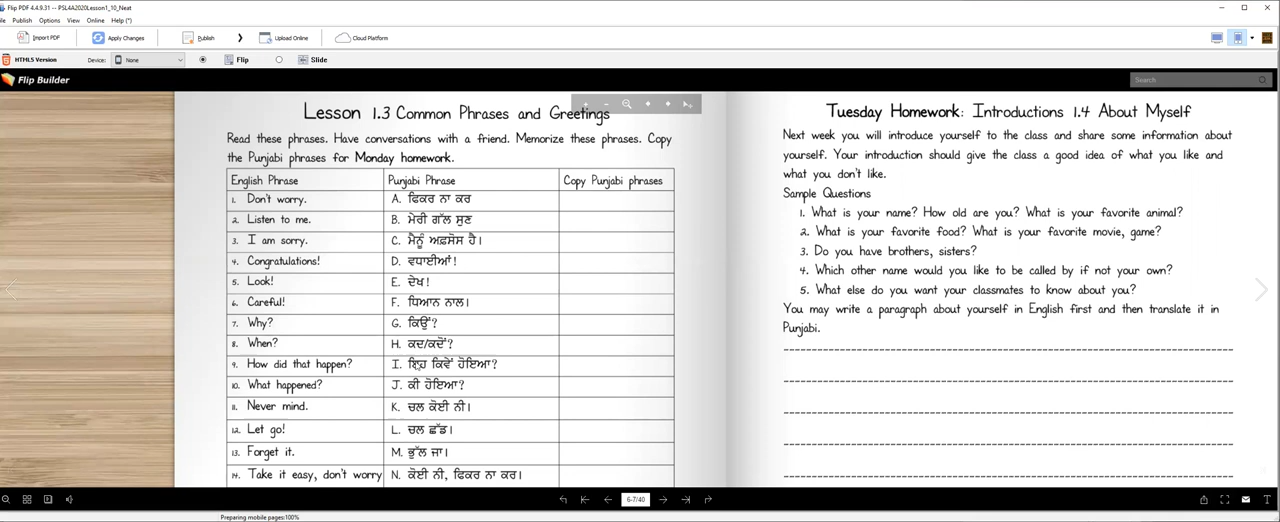 Flip PDF 4.4.9.31 -- PSL4A2020Lesson1_10_Neat
Publish Options View Online Help (*)
Import PDF Apply Changes Publish Upload Online Cloud Platform
HTML5 Version Device: None Flip Slide
Flip Builder Search
Lesson 1.3 Common Phrases and Greetings
Read these phrases. Have conversations with a friend. Memorize these phrases. Copy
the Punjabi phrases for Monday homework.
English Phrase Punjabi Phrase Copy Punjabi phrases
1. Don't worry. A. ਫਿਕਰ ਨਾ ਕਰ
2. Listen to me. B. ਮੇਰੀ ਗੱਲ ਸੁਣ
3. I am sorry. C. ਮੈਨੂੰ ਅਫ਼ਸੋਸ ਹੈ।
4. Congratulations! D. ਵਧਾਈਆਂ!
5. Look! E. ਦੇਖ!
6. Careful! F. ਧਿਆਨ ਨਾਲ।
7. Why? G. ਕਿਉਂ?
8. When? H. ਕਦ/ਕਦੋਂ?
9. How did that happen? I. ਇਹ ਕਿਵੇਂ ਹੋਇਆ?
10. What happened? J. ਕੀ ਹੋਇਆ?
11. Never mind. K. ਚਲ ਕੋਈ ਨੀ।
12. Let go! L. ਚਲ ਛੱਡ।
13. Forget it. M. ਭੁੱਲ ਜਾ।
14. Take it easy, don't worry N. ਕੋਈ ਨੀ, ਫਿਕਰ ਨਾ ਕਰ।
Tuesday Homework: Introductions 1.4 About Myself
Next week you will introduce yourself to the class and share some information about
yourself. Your introduction should give the class a good idea of what you like and
what you don't like.
Sample Questions
1. What is your name? How old are you? What is your favorite animal?
2. What is your favorite food? What is your favorite movie, game?
3. Do you have brothers, sisters?
4. Which other name would you like to be called by if not your own?
5. What else do you want your classmates to know about you?
You may write a paragraph about yourself in English first and then translate it in
Punjabi.
6-7/40
Preparing mobile pages:100%